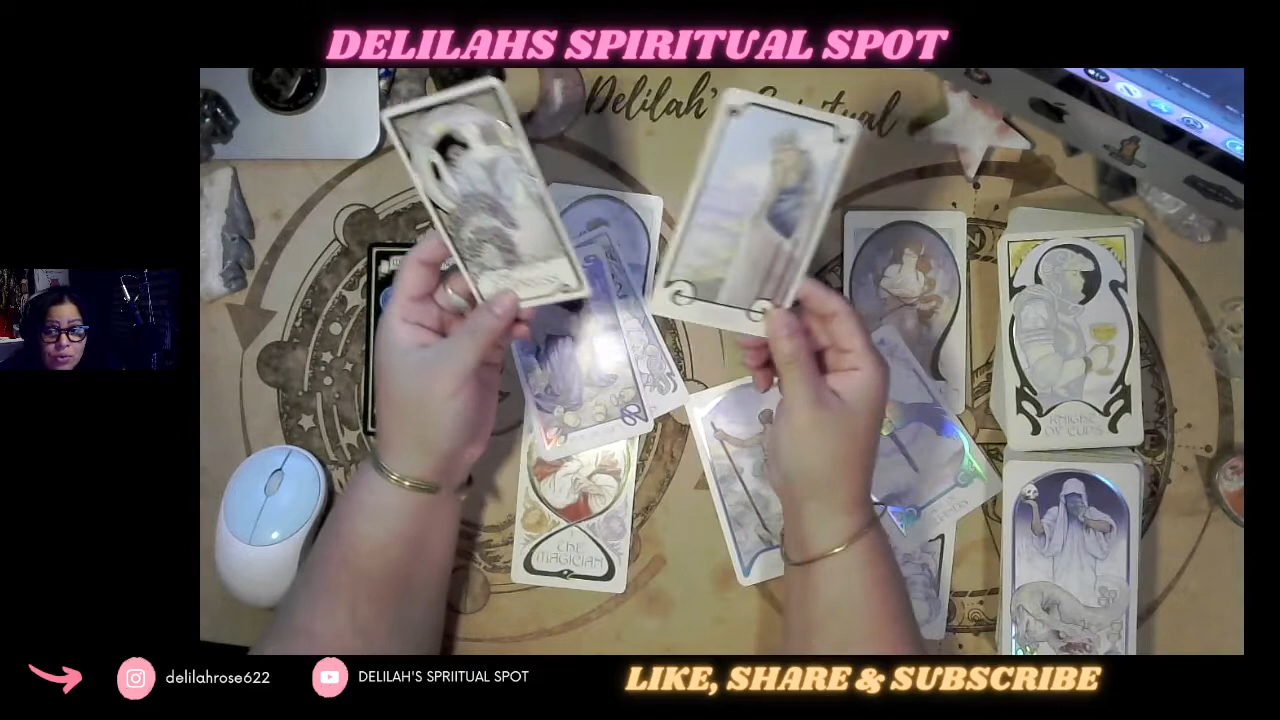 DELILAHS SPIRITUAL SPOT
Delilah's Spiritual
KNIGHT
OF CUPS
THE
MAGICIAN
delilahrose622
DELILAH'S SPRIITUAL SPOT
LIKE, SHARE & SUBSCRIBE